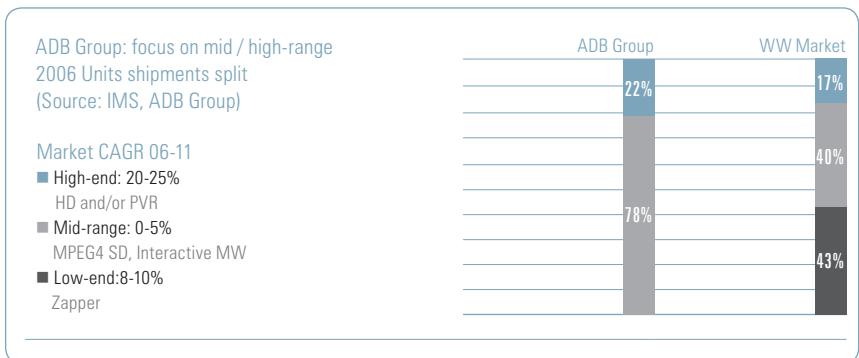 ADB Group: focus on mid / high-range
2006 Units shipments split
(Source: IMS, ADB Group)
Market CAGR 06-11
High-end: 20-25%
HD and/or PVR
Mid-range: 0-5%
MPEG4 SD, Interactive MW
Low-end:8-10%
Zapper
ADB Group WW Market
22% 17%
40%
78%
43%